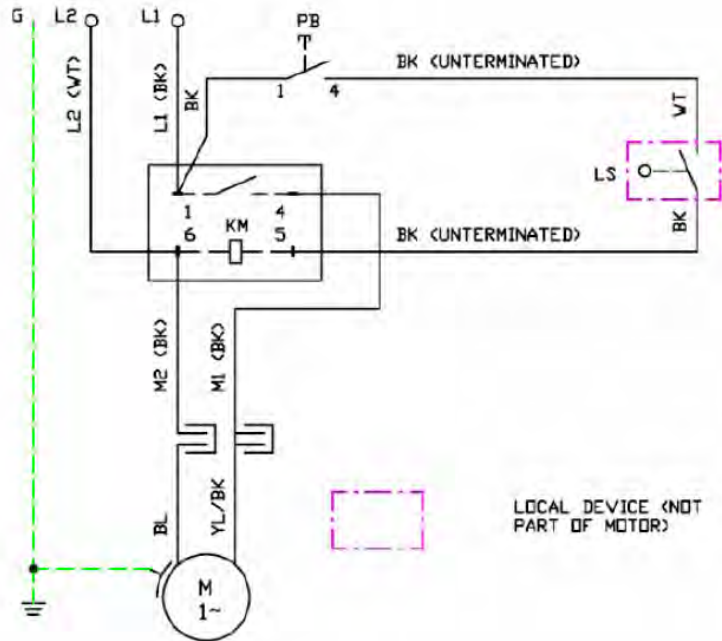 G
L2
L1
PB
BK (UNTERMINATED)
1
4
L2 (WT)
L1 (BK)
BK
WT
LS
1
4
6
KM
5
BK
BK (UNTERMINATED)
M2 (BK)
M1 (BK)
BL
YL/BK
LOCAL DEVICE (NOT
PART OF MOTOR)
M
1~